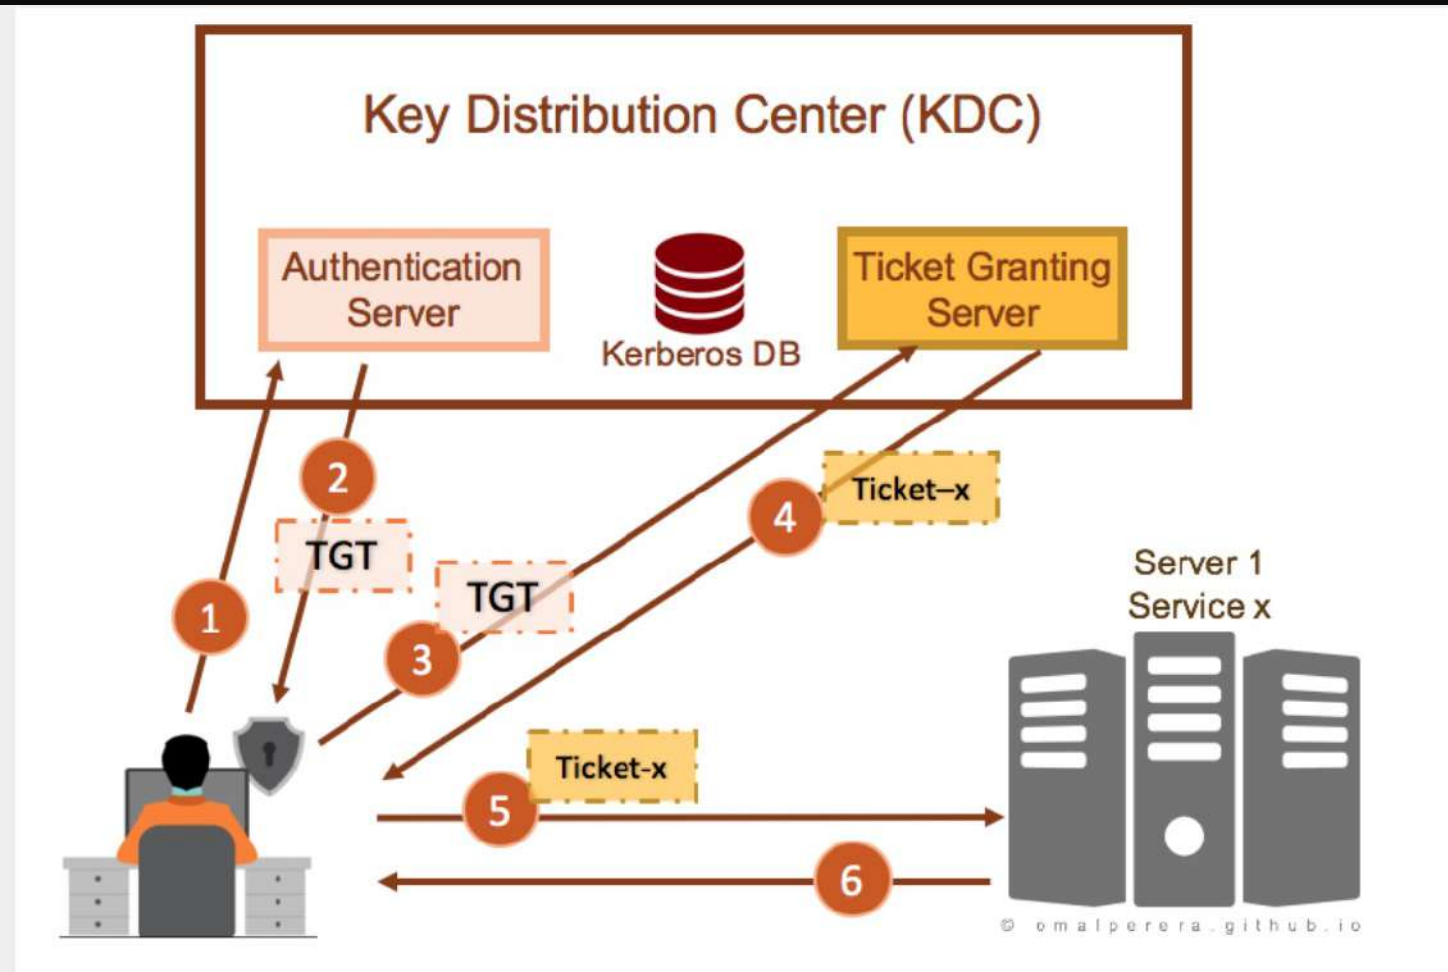 Key Distribution Center (KDC)
Authentication
Server
Kerberos DB
Ticket Granting
Server
2
TGT
1
TGT
3
4
Ticket–x
Server 1
Service x
Ticket-x
5
6
© omalperera.github.io